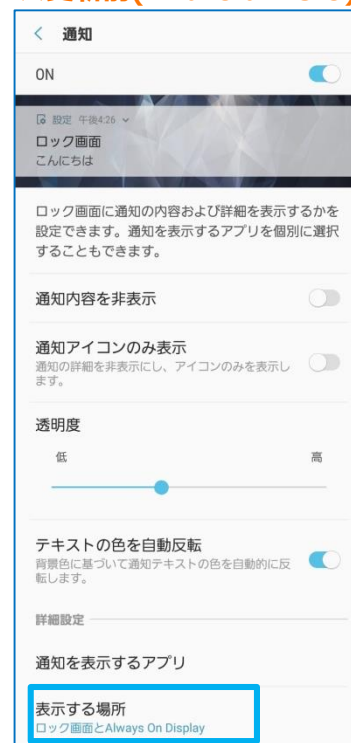 通知
ON
設定 午後4:26
ロック画面
こんにちは
ロック画面に通知の内容および詳細を表示するかを
設定できます。通知を表示するアプリを個別に選択
することもできます。
通知内容を非表示
通知アイコンのみ表示
通知の詳細を非表示にし、アイコンのみを表示し
ます。
透明度
低 高
テキストの色を自動反転
背景色に基づいて通知テキストの色を自動的に反
転します。
詳細設定
通知を表示するアプリ
表示する場所
ロック画面とAlways On Display